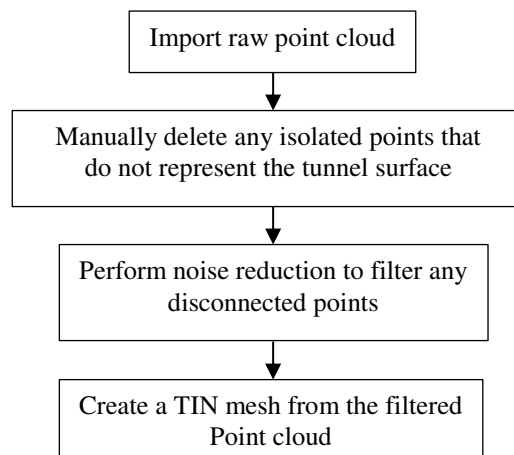 Import raw point cloud
Manually delete any isolated points that
do not represent the tunnel surface
Perform noise reduction to filter any
disconnected points
Create a TIN mesh from the filtered
Point cloud